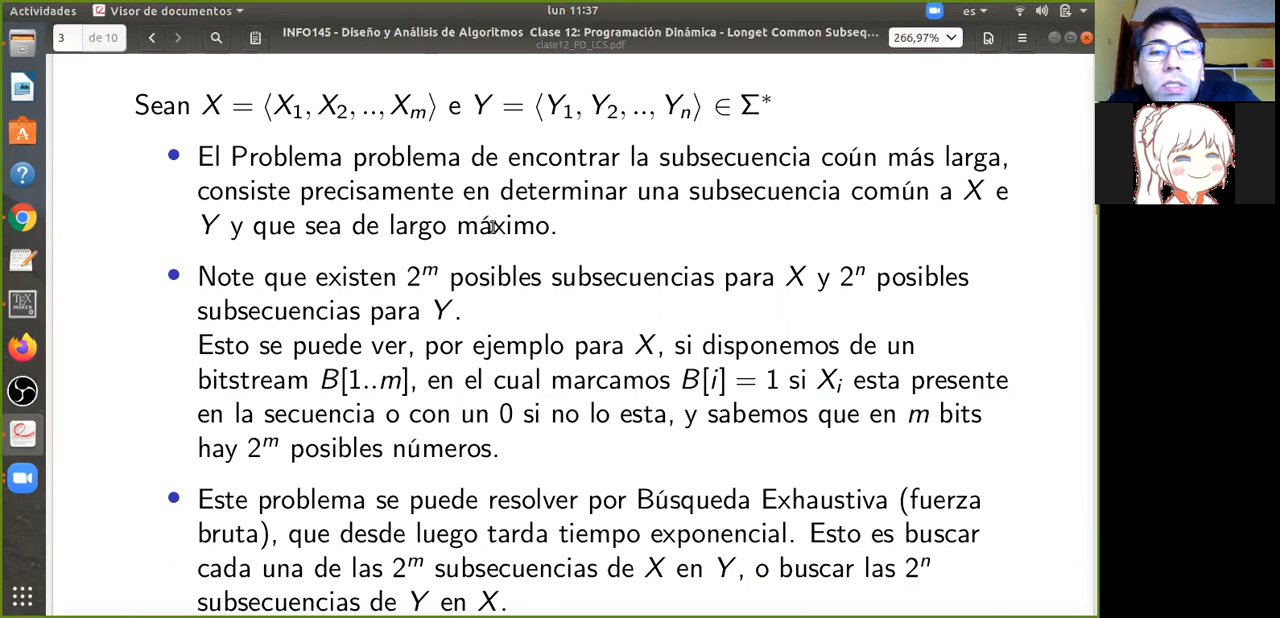 Actividades Visor de documentos lun 11:37 es
3 de 10 INFO145 - Diseño y Análisis de Algoritmos Clase 12: Programación Dinámica - Longet Common Subseq... 266,97%
clase12_PD_LCS.pdf
Sean X = ⟨X₁, X₂, .., Xₘ⟩ e Y = ⟨Y₁, Y₂, .., Yₙ⟩ ∈ Σ*
• El Problema problema de encontrar la subsecuencia coún más larga,
consiste precisamente en determinar una subsecuencia común a X e
Y y que sea de largo máximo.
• Note que existen 2ᵐ posibles subsecuencias para X y 2ⁿ posibles
subsecuencias para Y.
Esto se puede ver, por ejemplo para X, si disponemos de un
bitstream B[1..m], en el cual marcamos B[i] = 1 si Xᵢ esta presente
en la secuencia o con un 0 si no lo esta, y sabemos que en m bits
hay 2ᵐ posibles números.
• Este problema se puede resolver por Búsqueda Exhaustiva (fuerza
bruta), que desde luego tarda tiempo exponencial. Esto es buscar
cada una de las 2ᵐ subsecuencias de X en Y, o buscar las 2ⁿ
subsecuencias de Y en X.